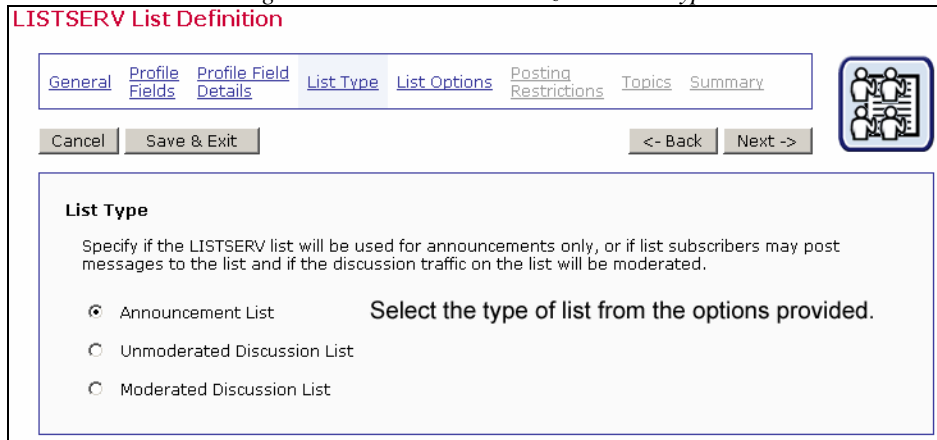 LISTSERV List Definition
General Profile Fields Profile Field Details List Type List Options Posting Restrictions Topics Summary
Cancel Save & Exit <- Back Next ->
List Type
Specify if the LISTSERV list will be used for announcements only, or if list subscribers may post
messages to the list and if the discussion traffic on the list will be moderated.
Announcement List Select the type of list from the options provided.
Unmoderated Discussion List
Moderated Discussion List